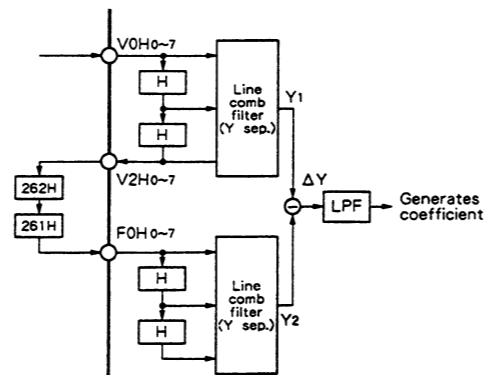 V0H0~7
H
H
Line
comb
filter
(Y sep.)
Y1
V2H0~7
262H
261H
ΔY
LPF
Generates
coefficient
F0H0~7
H
H
Line
comb
filter
(Y sep.)
Y2